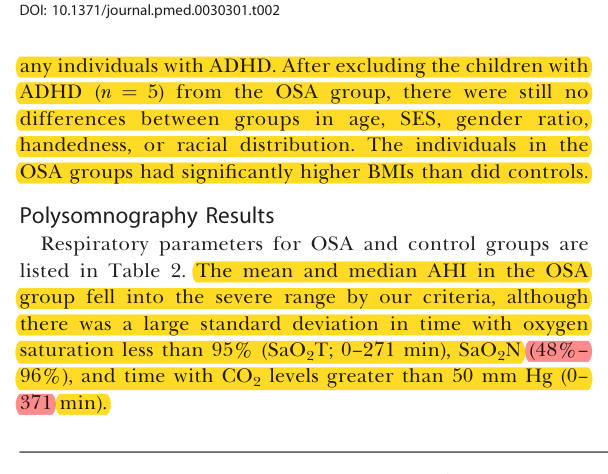 DOI: 10.1371/journal.pmed.0030301.t002
any individuals with ADHD. After excluding the children with
ADHD (n = 5) from the OSA group, there were still no
differences between groups in age, SES, gender ratio,
handedness, or racial distribution. The individuals in the
OSA groups had significantly higher BMIs than did controls.
Polysomnography Results
Respiratory parameters for OSA and control groups are
listed in Table 2. The mean and median AHI in the OSA
group fell into the severe range by our criteria, although
there was a large standard deviation in time with oxygen
saturation less than 95% (SaO₂T; 0–271 min), SaO₂N (48%–
96%), and time with CO₂ levels greater than 50 mm Hg (0–
371 min).